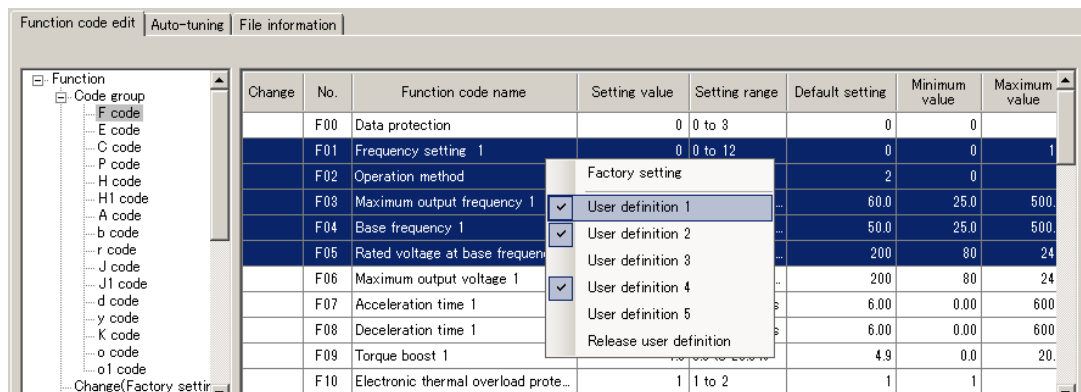 Function code edit Auto-tuning File information
Function
Code group
F code
E code
C code
P code
H code
H1 code
A code
b code
r code
J code
J1 code
d code
y code
K code
o code
o1 code
Change(Factory settir
Change No. Function code name Setting value Setting range Default setting Minimum value Maximum value
F00 Data protection 0 0 to 3 0 0
F01 Frequency setting 1 0 0 to 12 0 0 1
F02 Operation method 2 0
F03 Maximum output frequency 1 ... 60.0 25.0 500.
F04 Base frequency 1 ... 50.0 25.0 500.
F05 Rated voltage at base frequen ... 200 80 24
F06 Maximum output voltage 1 200 80 24
F07 Acceleration time 1 s 6.00 0.00 600
F08 Deceleration time 1 s 6.00 0.00 600
F09 Torque boost 1 4.9 0.0 20.
F10 Electronic thermal overload prote... 1 1 to 2 1 1
Factory setting
User definition 1
User definition 2
User definition 3
User definition 4
User definition 5
Release user definition